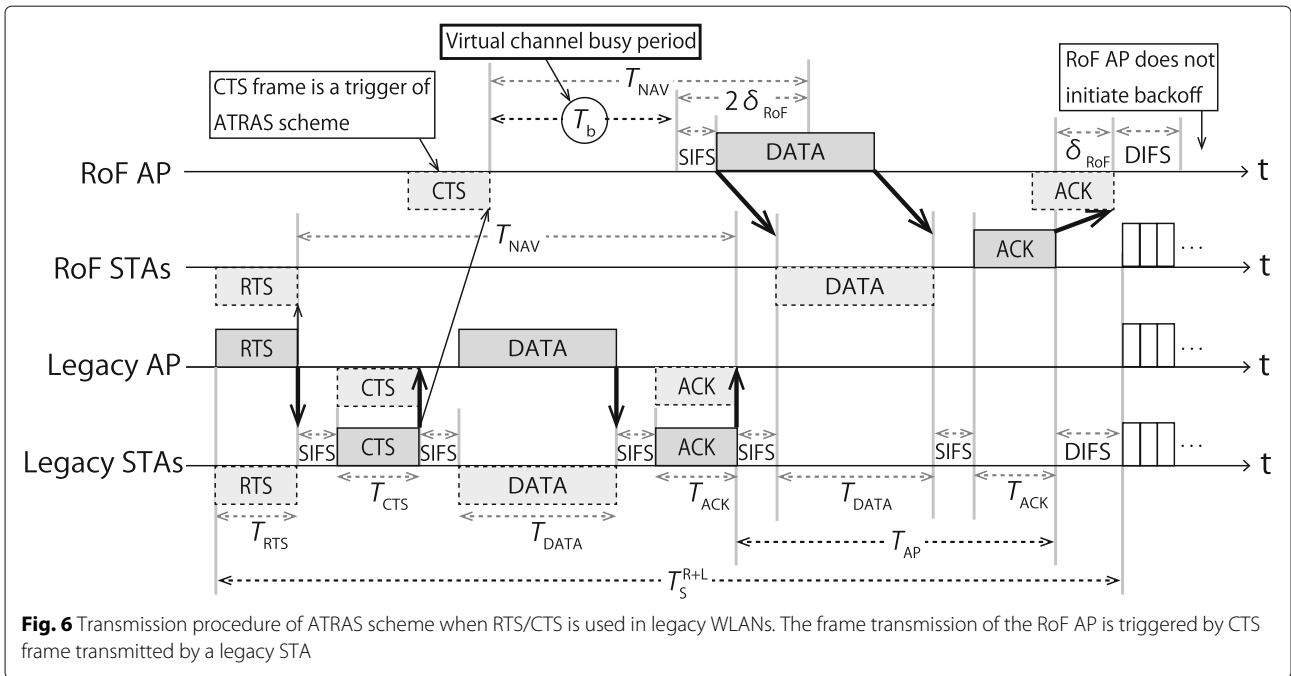 Virtual channel busy period
RoF AP does not
initiate backoff
CTS frame is a trigger of
ATRAS scheme
T_NAV
2 δ_RoF
T_b
SIFS
DATA
δ_RoF
DIFS
RoF AP
CTS
ACK
t
T_NAV
RoF STAs
RTS
DATA
ACK
...
t
Legacy AP
RTS
CTS
DATA
ACK
...
t
Legacy STAs
RTS
SIFS
CTS
SIFS
DATA
SIFS
ACK
SIFS
SIFS
DIFS
...
t
T_RTS
T_CTS
T_DATA
T_ACK
T_DATA
T_ACK
T_AP
T_S^R+L
Fig. 6 Transmission procedure of ATRAS scheme when RTS/CTS is used in legacy WLANs. The frame transmission of the RoF AP is triggered by CTS
frame transmitted by a legacy STA